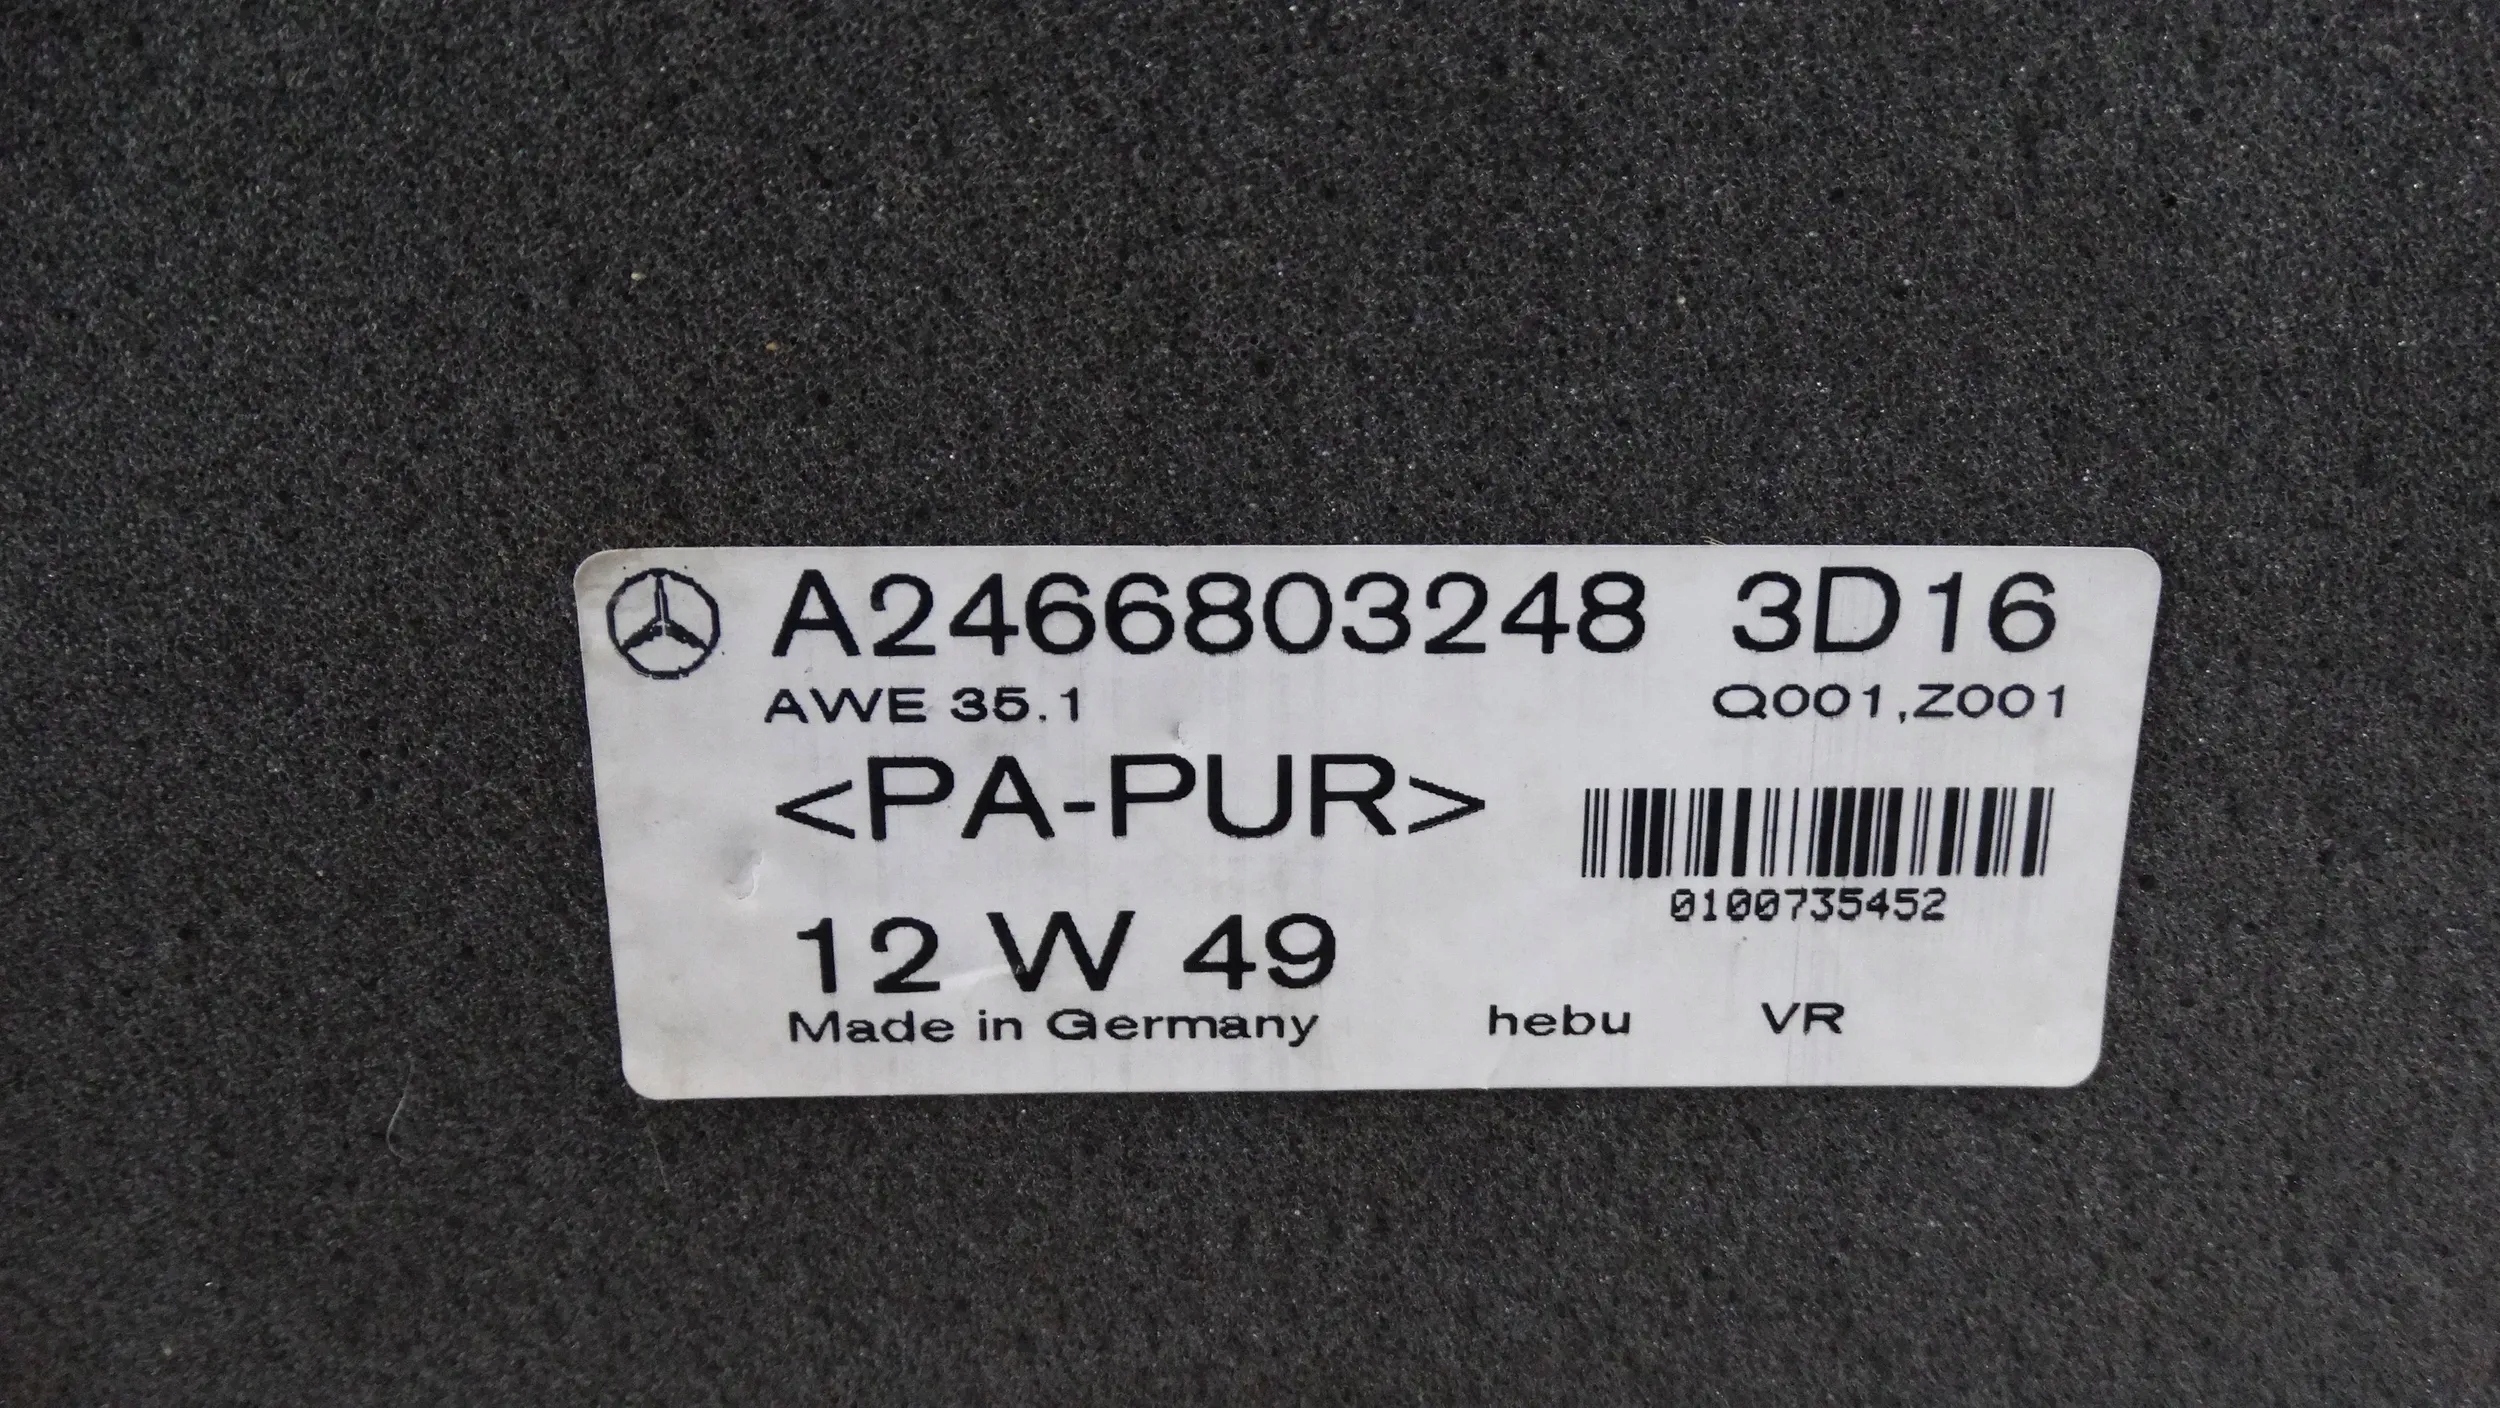 A2466803248 3D16
AWE 35.1 Q001,Z001
<PA-PUR>
0100735452
12 W 49
Made in Germany hebu VR